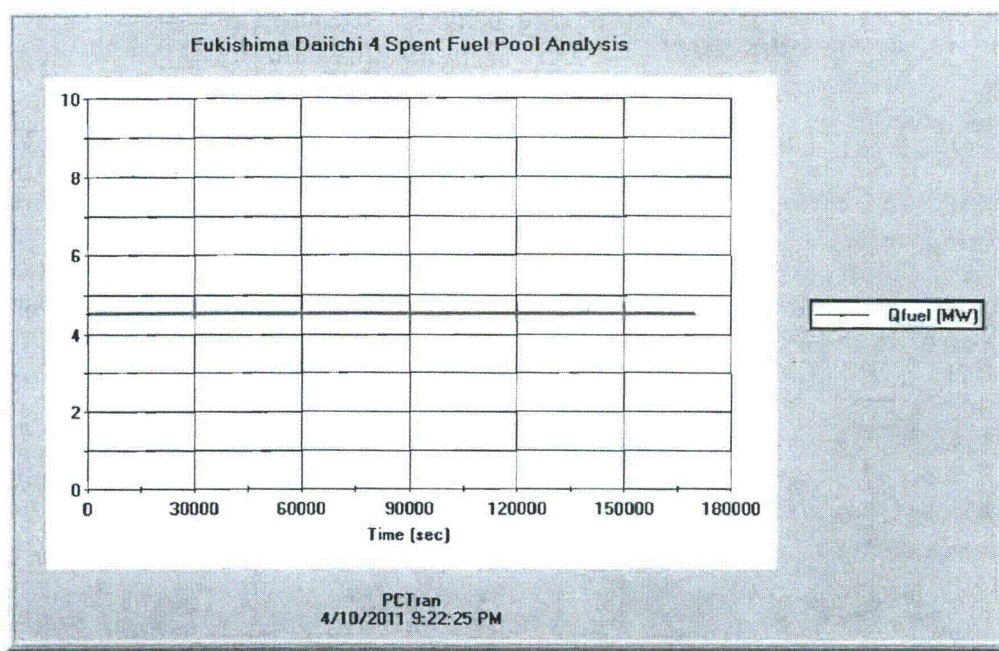 Fukishima Daiichi 4 Spent Fuel Pool Analysis
10
8
6
4
2
0
0 30000 60000 90000 120000 150000 180000
Time (sec)
Qfuel (MW)
PCTran
4/10/2011 9:22:25 PM